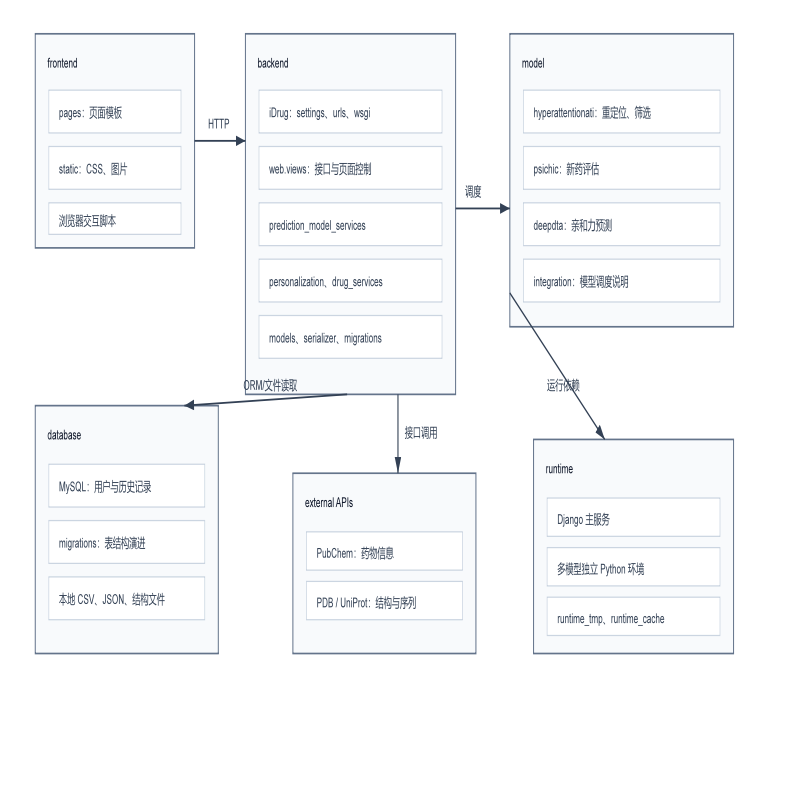 frontend
pages：页面模板
static：CSS、图片
浏览器交互脚本
HTTP
backend
iDrug：settings、urls、wsgi
web.views：接口与页面控制
prediction_model_services
personalization、drug_services
models、serializer、migrations
调度
model
hyperattentionati：重定位、筛选
psichic：新药评估
deepdta：亲和力预测
integration：模型调度说明
ORM/文件读取
接口调用
运行依赖
database
MySQL：用户与历史记录
migrations：表结构演进
本地 CSV、JSON、结构文件
external APIs
PubChem：药物信息
PDB / UniProt：结构与序列
runtime
Django 主服务
多模型独立 Python 环境
runtime_tmp、runtime_cache